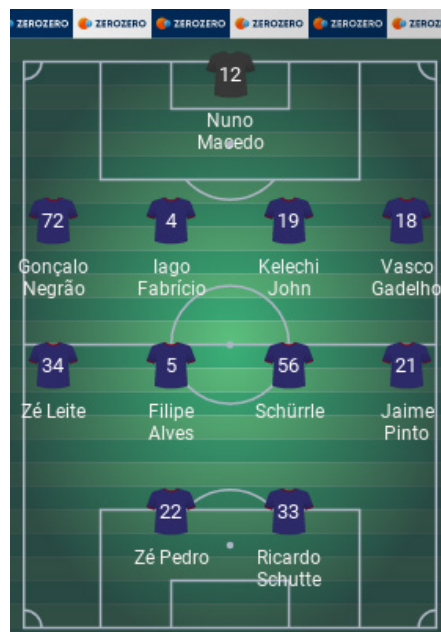 ZEROZERO ZEROZERO ZEROZERO ZEROZERO ZEROZERO ZEROZ
12
Nuno
Macedo
72 4 19 18
Gonçalo Iago Kelechi Vasco
Negrão Fabrício John Gadelho
34 5 56 21
Zé Leite Filipe Schürrle Jaime
Alves Pinto
22 33
Zé Pedro Ricardo
Schutte